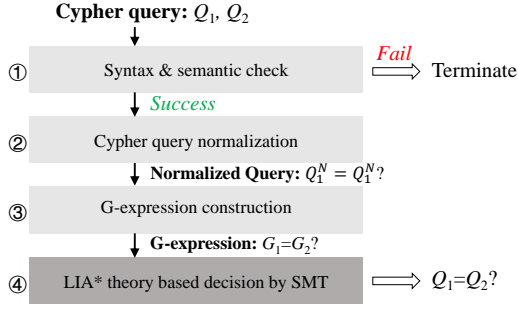 Cypher query: Q₁, Q₂
① Syntax & semantic check Fail Terminate
Success
② Cypher query normalization
Normalized Query: Q₁ᴺ = Q₁ᴺ?
③ G-expression construction
G-expression: G₁=G₂?
④ LIA* theory based decision by SMT Q₁=Q₂?